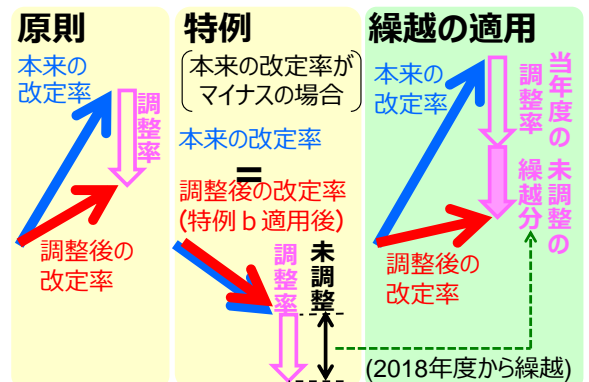 原則
本来の
改定率
調整率
調整後の
改定率
特例
(本来の改定率が
マイナスの場合)
本来の改定率
=
調整後の改定率
(特例ｂ適用後)
調整率
未調整
繰越の適用
本来の
改定率
当年度の
調整率
未調整の
繰越分
調整後の
改定率
(2018年度から繰越)